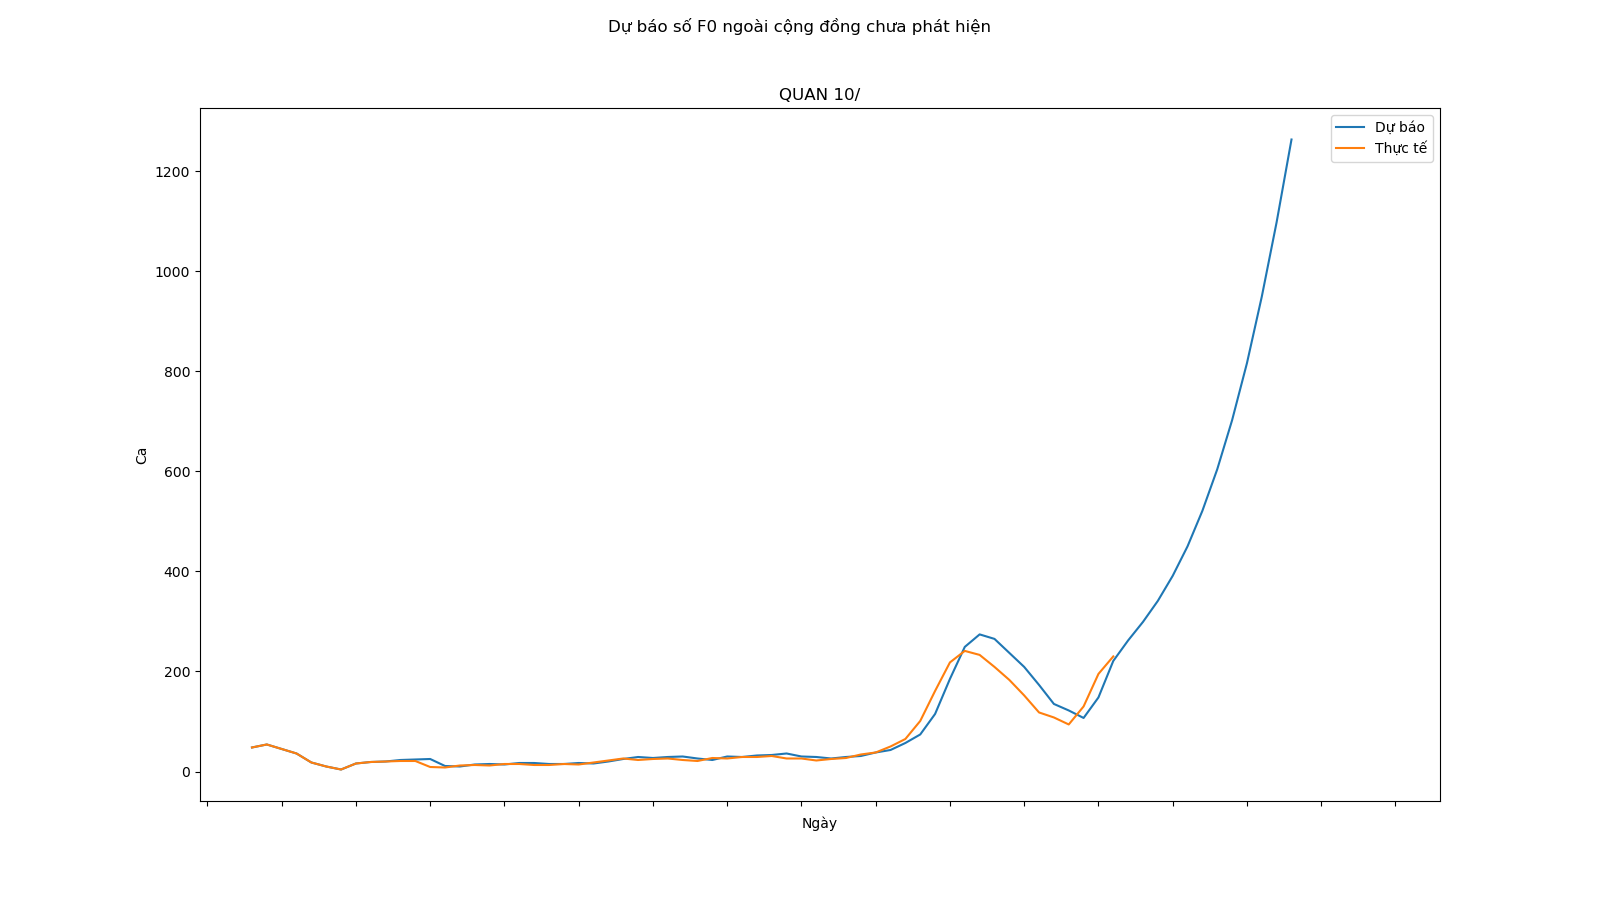 Dự báo số F0 ngoài cộng đồng chưa phát hiện
QUAN 10/
Dự báo
Thực tế
1200
1000
800
600
400
200
0
Ca
Ngày